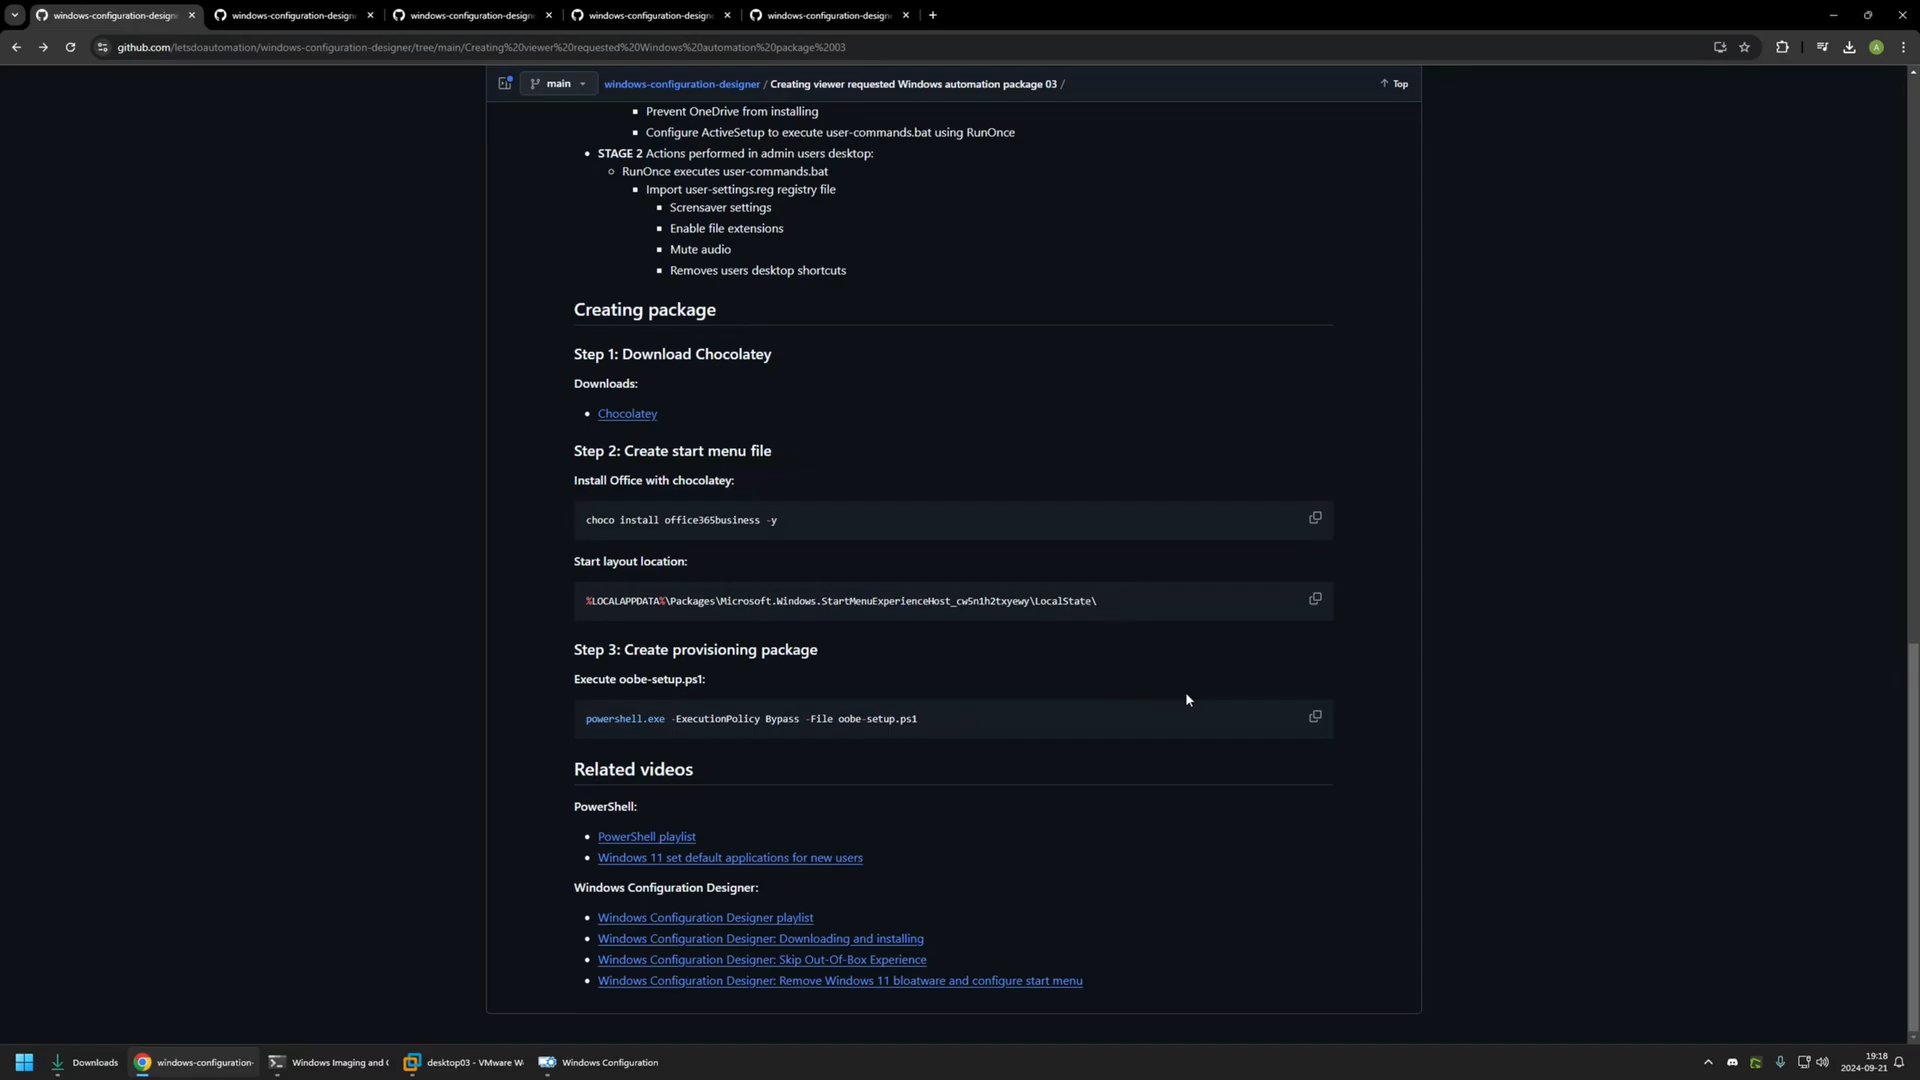 windows-configuration-designe
windows-configuration-designe
windows-configuration-designe
windows-configuration-designe
windows-configuration-designe
github.com/letsdoautomation/windows-configuration-designer/tree/main/Creating%20viewer%20requested%20Windows%20automation%20package%2003
A
main
windows-configuration-designer / Creating viewer requested Windows automation package 03 /
Top
Prevent OneDrive from installing
Configure ActiveSetup to execute user-commands.bat using RunOnce
STAGE 2 Actions performed in admin users desktop:
RunOnce executes user-commands.bat
Import user-settings.reg registry file
Scrensaver settings
Enable file extensions
Mute audio
Removes users desktop shortcuts
Creating package
Step 1: Download Chocolatey
Downloads:
Chocolatey
Step 2: Create start menu file
Install Office with chocolatey:
choco install office365business -y
Start layout location:
%LOCALAPPDATA%\Packages\Microsoft.Windows.StartMenuExperienceHost_cw5n1h2txyewy\LocalState\
Step 3: Create provisioning package
Execute oobe-setup.ps1:
powershell.exe -ExecutionPolicy Bypass -File oobe-setup.ps1
Related videos
PowerShell:
PowerShell playlist
Windows 11 set default applications for new users
Windows Configuration Designer:
Windows Configuration Designer playlist
Windows Configuration Designer: Downloading and installing
Windows Configuration Designer: Skip Out-Of-Box Experience
Windows Configuration Designer: Remove Windows 11 bloatware and configure start menu
Downloads
windows-configuration-
Windows Imaging and C
desktop03 - VMware W
Windows Configuration
19:18
2024-09-21